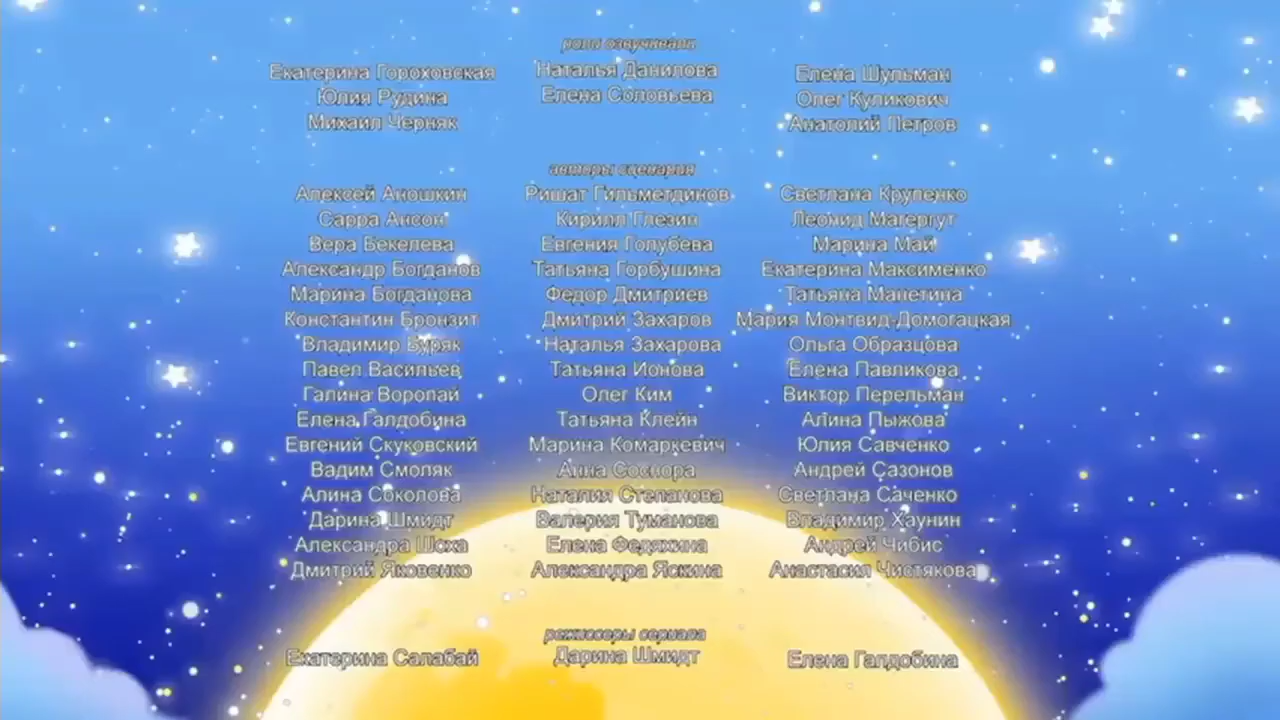 роли озвучивали
Екатерина Гороховская Наталья Данилова Елена Шульман
Юлия Рудина Елена Соловьева Олег Куликович
Михаил Черняк Анатолий Петров
авторы сценария
Алексей Аношкин Ришат Гильметдинов Светлана Крупенко
Сарра Ансон Кирилл Глезин Леонид Магергут
Вера Бекелева Евгения Голубева Марина Май
Александр Богданов Татьяна Горбушина Екатерина Максименко
Марина Богданова Федор Дмитриев Татьяна Манетина
Константин Бронзит Дмитрий Захаров Мария Монтвид-Домогацкая
Владимир Буряк Наталья Захарова Ольга Образцова
Павел Васильев Татьяна Ионова Елена Павликова
Галина Воропай Олег Ким Виктор Перельман
Елена Галдобина Татьяна Клейн Алина Пыжова
Евгений Скуковский Марина Комаркевич Юлия Савченко
Вадим Смоляк Анна Соснора Андрей Сазонов
Алина Соколова Наталия Степанова Светлана Саченко
Дарина Шмидт Валерия Туманова Владимир Хаунин
Александра Шоха Елена Федяхина Андрей Чибис
Дмитрий Яковенко Александра Яскина Анастасия Чистякова
режиссеры сериала
Екатерина Салабай Дарина Шмидт Елена Галдобина